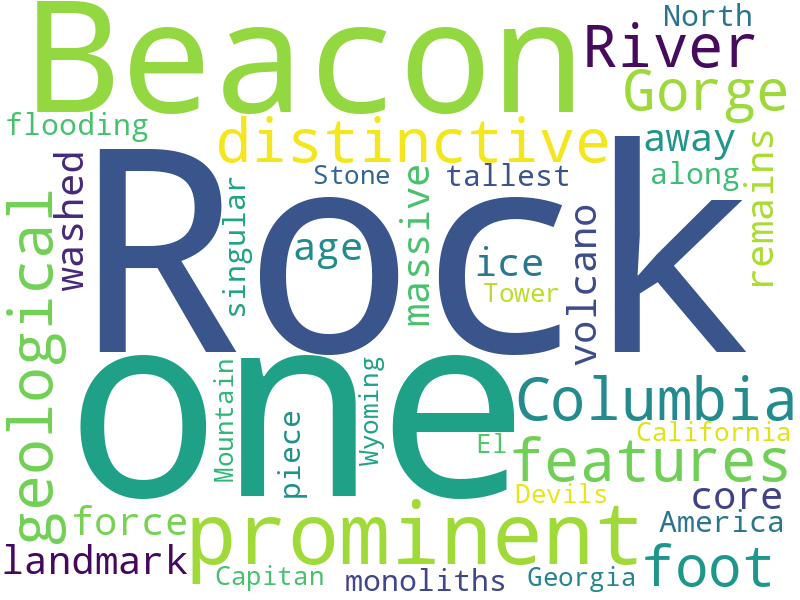 North
Beacon
River
Gorge
flooding
distinctive
away
Stone
tallest
along
washed
singular
massive
volcano
remains
Rock
age
ice
Tower
geological
one
Columbia
Mountain
piece
Wyoming
El
California
features
Devils
core
force
prominent
America
landmark
foot
Capitan
monoliths
Georgia